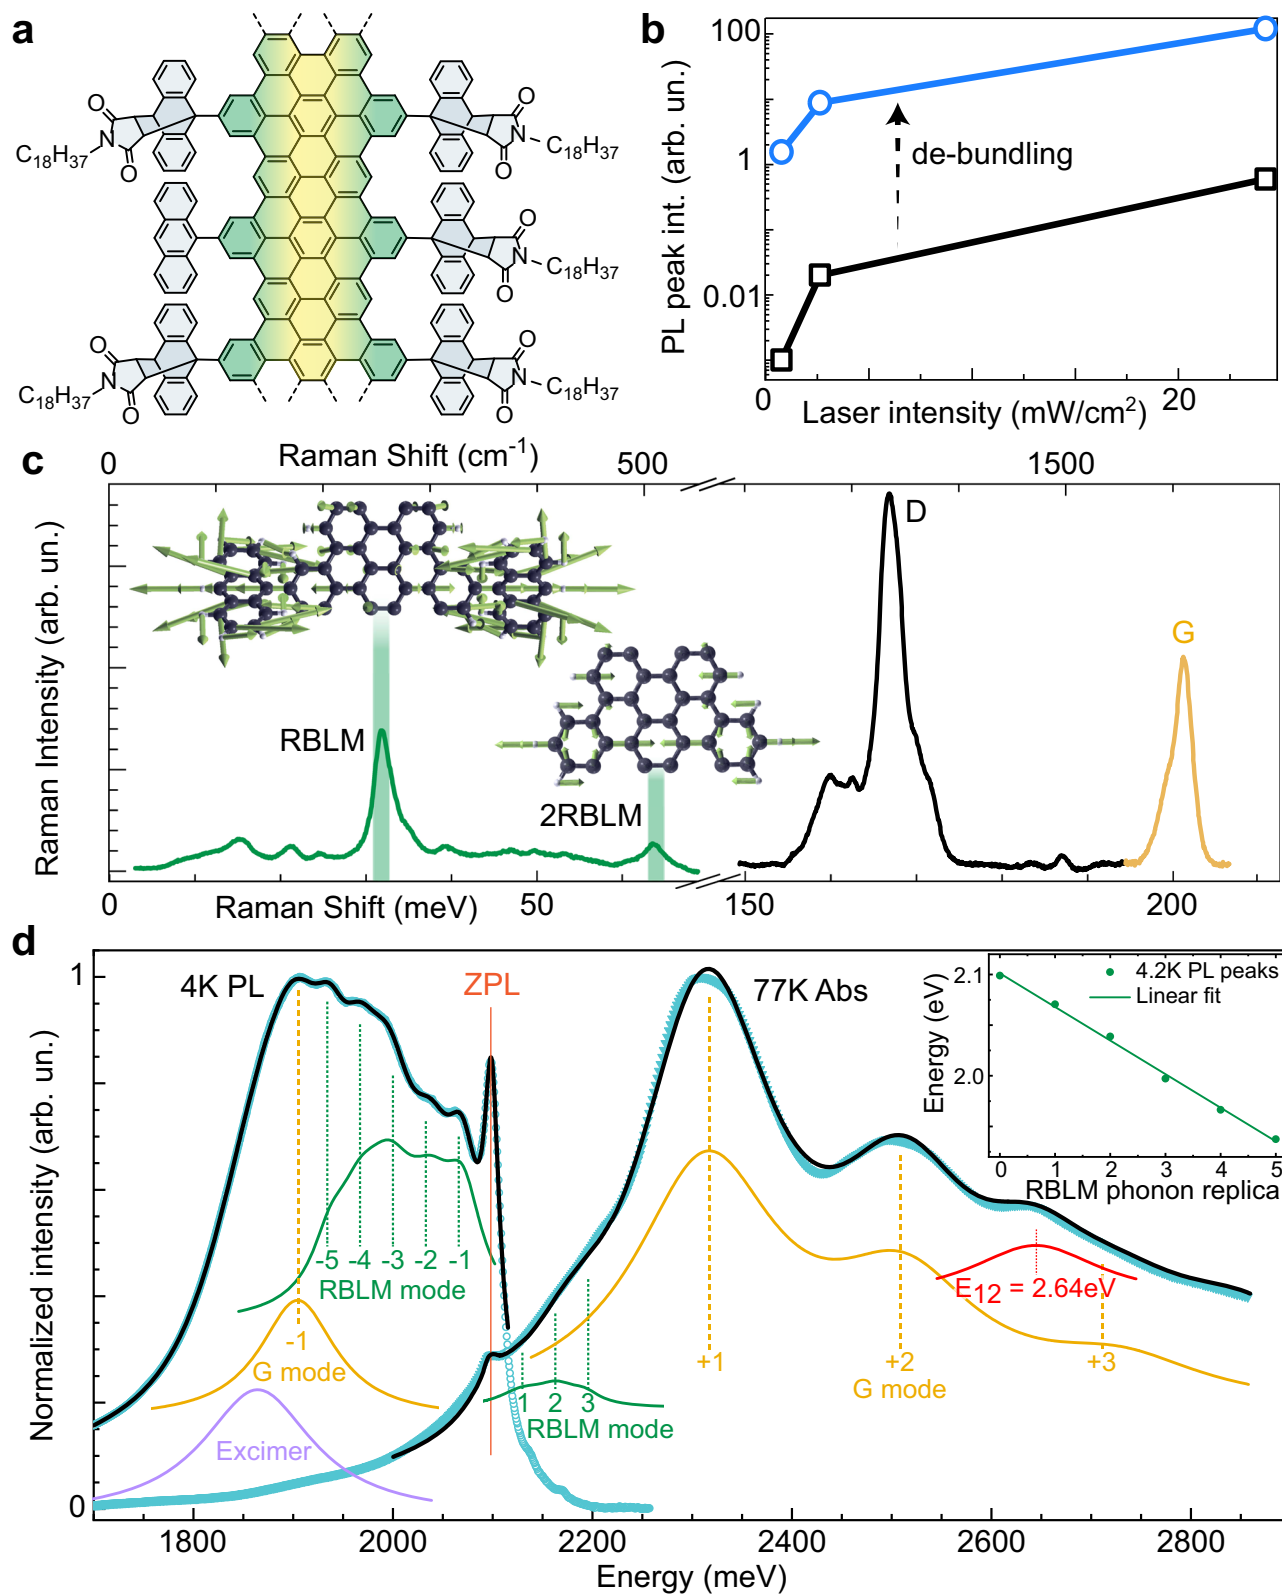 a
O
N
O
C18H37
O
N
O
C18H37
O
N
O
C18H37
O
N
O
C18H37
O
N
O
C18H37
b
PL peak int. (arb. un.)
100
1
0.01
de-bundling
0
20
Laser intensity (mW/cm2)
c
0
Raman Shift (cm-1)
500
1500
Raman Intensity (arb. un.)
RBLM
2RBLM
D
G
0
Raman Shift (meV)
50
150
200
d
Normalized intensity (arb. un.)
1
0
4K PL
ZPL
77K Abs
-5
-4
-3
-2
-1
RBLM mode
-1
G mode
Excimer
1
2
3
RBLM mode
+1
+2
G mode
+3
E12 = 2.64eV
4.2K PL peaks
Linear fit
Energy (eV)
2.1
2.0
0
1
2
3
4
5
RBLM phonon replica
1800
2000
2200
2400
2600
2800
Energy (meV)